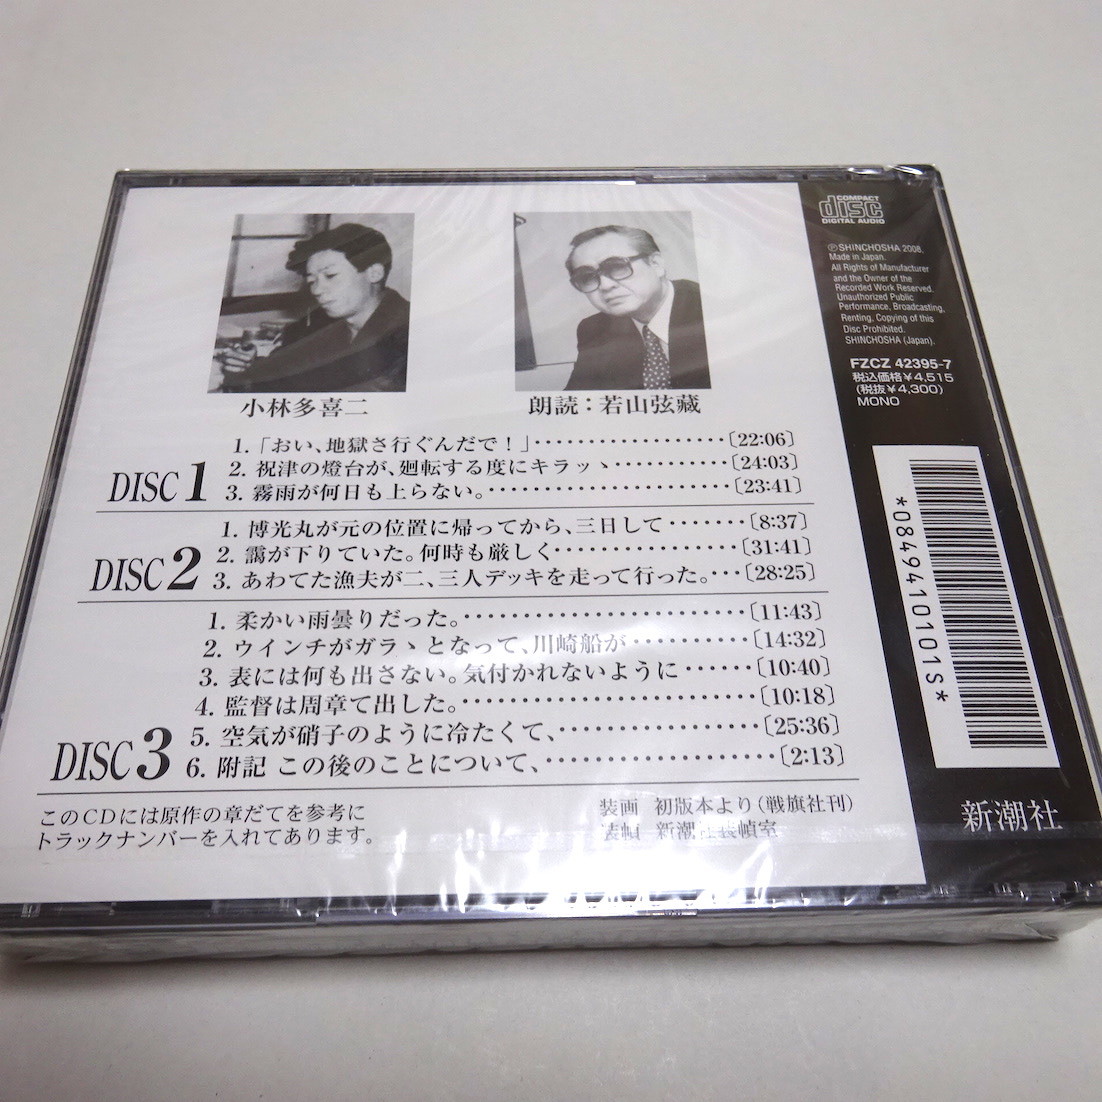 小林多喜二
朗読：若山弦藏
DISC 1
1. 「おい、地獄さ行ぐんだで！」‥‥‥‥‥‥‥〔22:06〕
2. 祝津の燈台が、廻転する度にキラッヽ‥‥‥‥‥〔24:03〕
3. 霧雨が何日も上らない。‥‥‥‥‥‥‥‥‥〔23:41〕
DISC 2
1. 博光丸が元の位置に帰ってから、三日して‥‥‥〔8:37〕
2. 靄が下りていた。何時も厳しく‥‥‥‥‥‥‥〔31:41〕
3. あわてた漁夫が二、三人デッキを走って行った。‥〔28:25〕
DISC 3
1. 柔かい雨曇りだった。‥‥‥‥‥‥‥‥‥‥〔11:43〕
2. ウインチがガラヽとなって、川崎船が‥‥‥‥‥〔14:32〕
3. 表には何も出さない。気付かれないように‥‥‥〔10:40〕
4. 監督は周章て出した。‥‥‥‥‥‥‥‥‥‥〔10:18〕
5. 空気が硝子のように冷たくて、‥‥‥‥‥‥‥〔25:36〕
6. 附記 この後のことについて、‥‥‥‥‥‥‥‥〔2:13〕
このCDには原作の章だてを参考に
トラックナンバーを入れてあります。
装画 初版本より（戦旗社刊）
装幀 新潮社装幀室
COMPACT
disc
DIGITAL AUDIO
Ⓟ SHINCHOSHA 2008.
Made in Japan.
All Rights of Manufacturer
and the Owner of the
Recorded Work Reserved.
Unauthorized Public
Performance, Broadcasting,
Renting, Copying of this
Disc Prohibited.
SHINCHOSHA (Japan).
FZCZ 42395-7
税込価格￥4,515
(税抜￥4,300)
MONO
*0849410101S*
新潮社